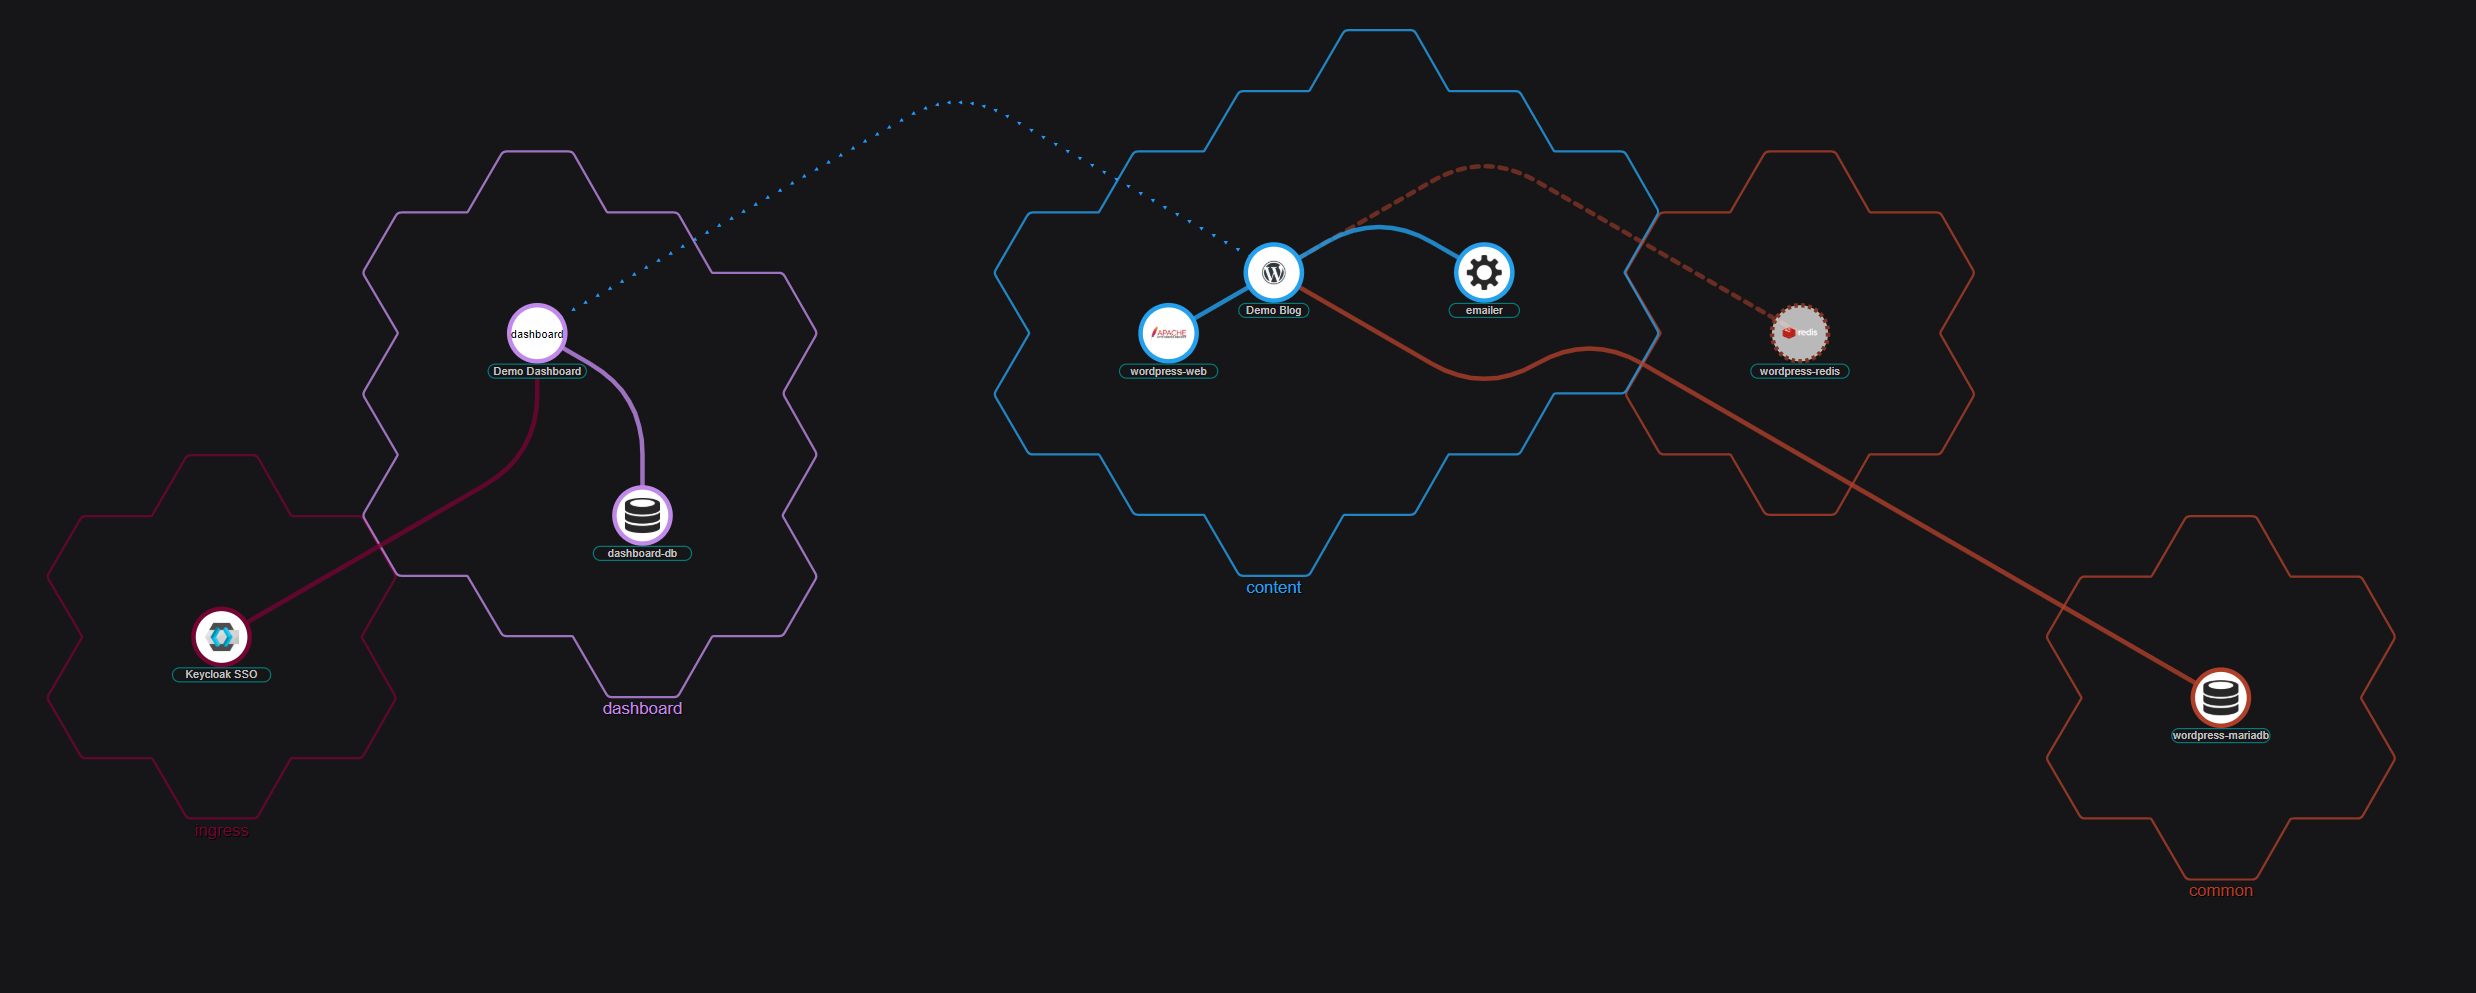 dashboard
Demo Dashboard
dashboard-db
dashboard
Keycloak SSO
ingress
Demo Blog
emailer
APACHE
wordpress-web
content
redis
wordpress-redis
wordpress-mariadb
common